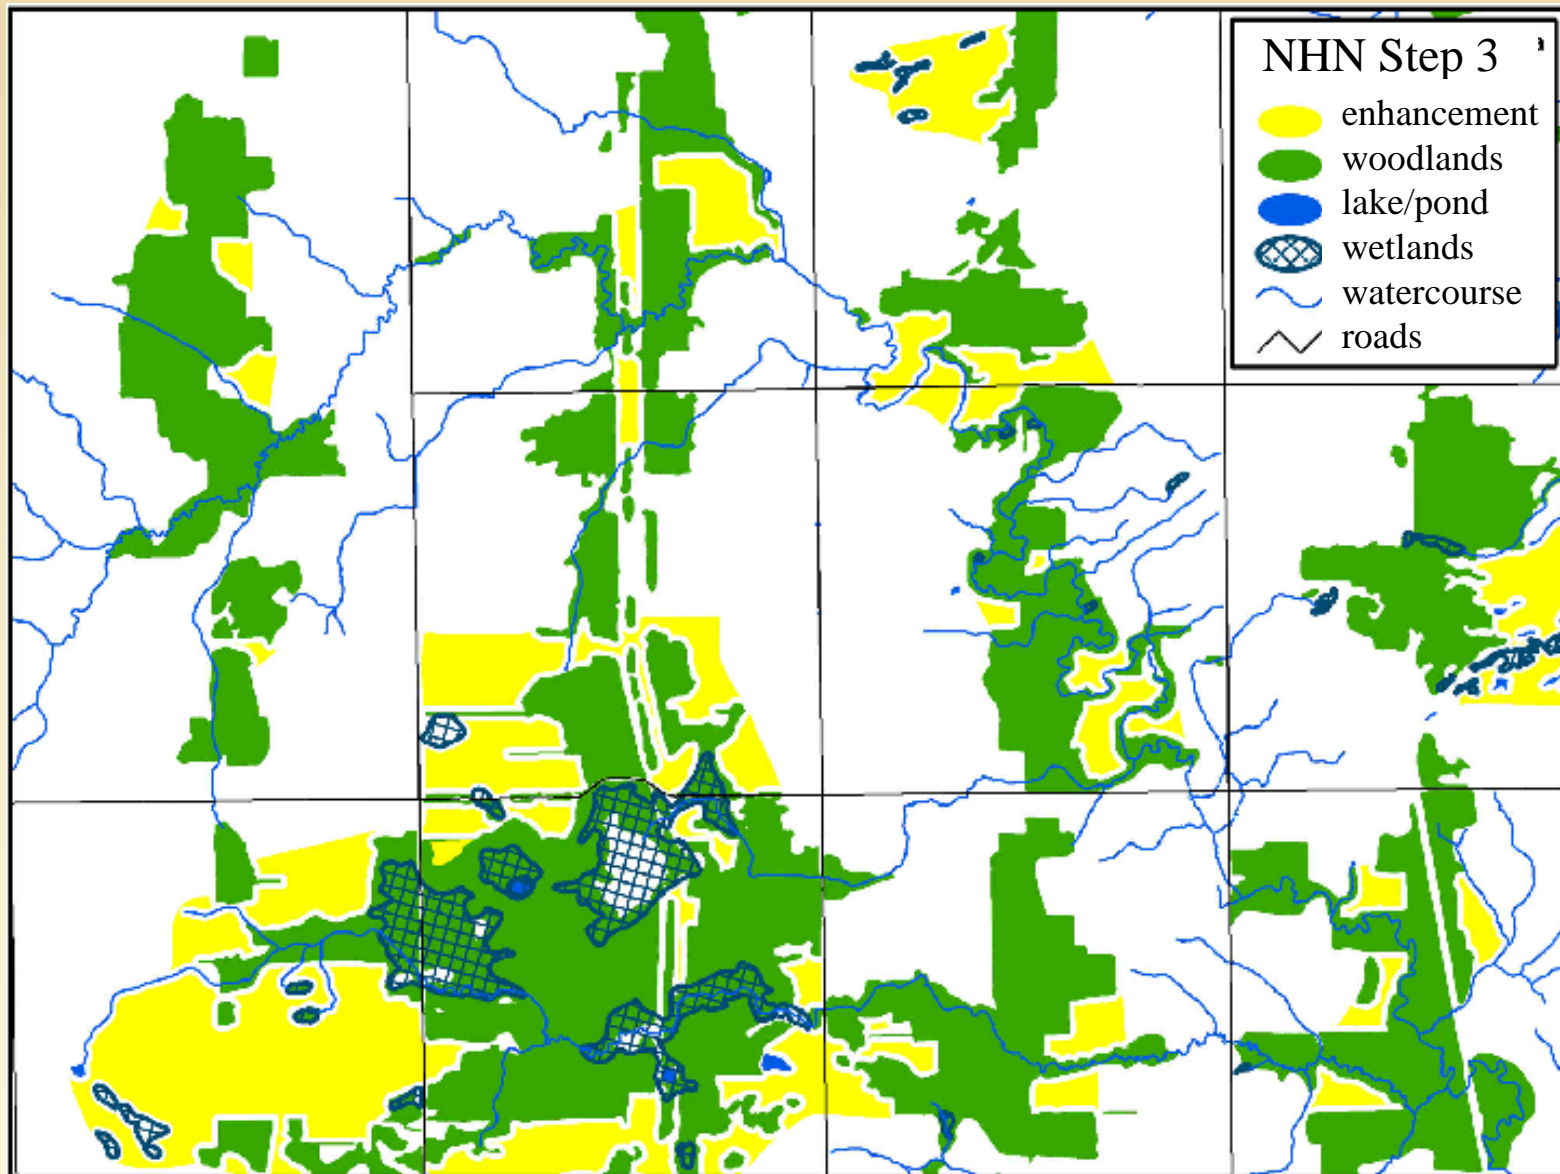 NHN Step 3
enhancement
woodlands
lake/pond
wetlands
watercourse
roads